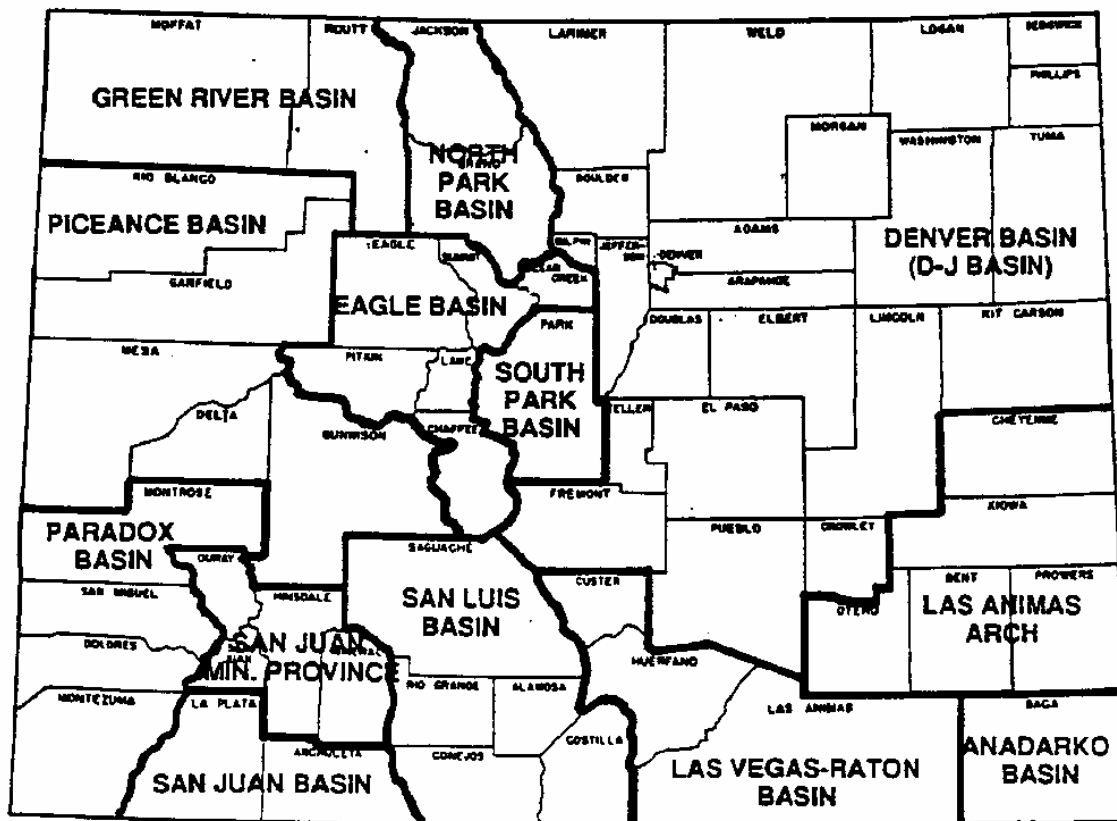 MOFFAT
ROUTT
JACKSON
LARIMER
WELD
LOGAN
SEDGWICK
PHILLIPS
GREEN RIVER BASIN
MORGAN
WASHINGTON
YUMA
NORTH
PARK
BASIN
RIO BLANCO
BOULDER
PICEANCE BASIN
EAGLE
SUMMIT
GILPIN
JEFFER-
SON
DENVER
ADAMS
DENVER BASIN
(D-J BASIN)
CLEAR
CREEK
ARAPAHOE
GARFIELD
EAGLE BASIN
PARK
DOUGLAS
ELBERT
LINCOLN
KIT CARSON
MESA
PITKIN
LAKE
SOUTH
PARK
BASIN
TELLER
EL PASO
DELTA
GUNNISON
CHAFFEE
CHEYENNE
MONTROSE
FREMONT
KIOWA
PARADOX
BASIN
OURAY
SAGUACHE
PUEBLO
CROWLEY
SAN MIGUEL
HINSDALE
SAN LUIS
BASIN
CUSTER
OTERO
BENT
PROWERS
LAS ANIMAS
ARCH
DOLORES
SAN JUAN
MIN. PROVINCE
HUERFANO
MONTEZUMA
LA PLATA
RIO GRANDE
ALAMOSA
LAS ANIMAS
BACA
ARCHULETA
CONEJOS
COSTILLA
SAN JUAN BASIN
LAS VEGAS-RATON
BASIN
ANADARKO
BASIN